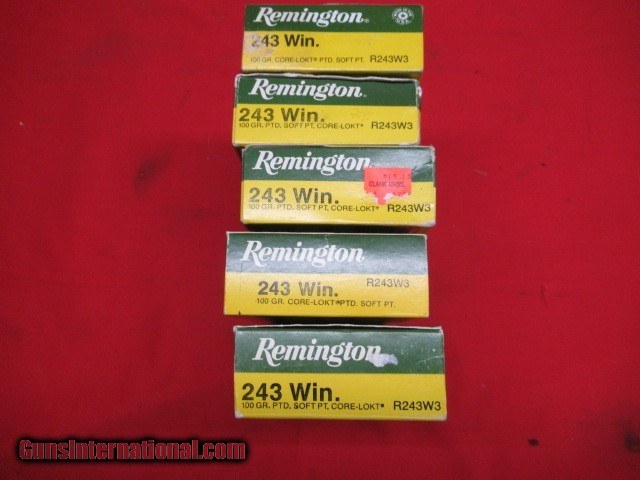 Remington®
243 Win.
100 GR. CORE-LOKT® PTD. SOFT PT. R243W3
Remington.
243 Win.
100 GR. PTD. SOFT PT. CORE-LOKT® R243W3
Remington
243 Win.
100 GR. PTD. SOFT PT. CORE-LOKT® R243W3
Remington
243 Win. R243W3
100 GR. CORE-LOKT® PTD. SOFT PT.
Remington
243 Win.
100 GR. PTD. SOFT PT. CORE-LOKT® R243W3
GunsInternational.com